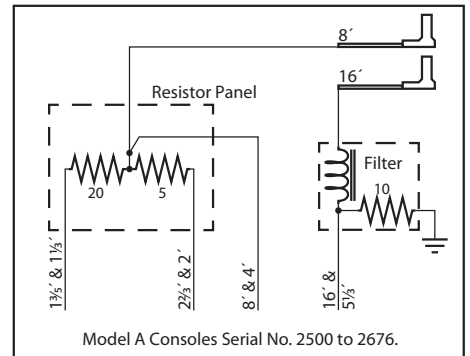 8´
16´
Resistor Panel
Filter
20
5
10
1⅗´ & 1⅓´
2⅔´ & 2´
8´ & 4´
16´ &
5⅓´
Model A Consoles Serial No. 2500 to 2676.